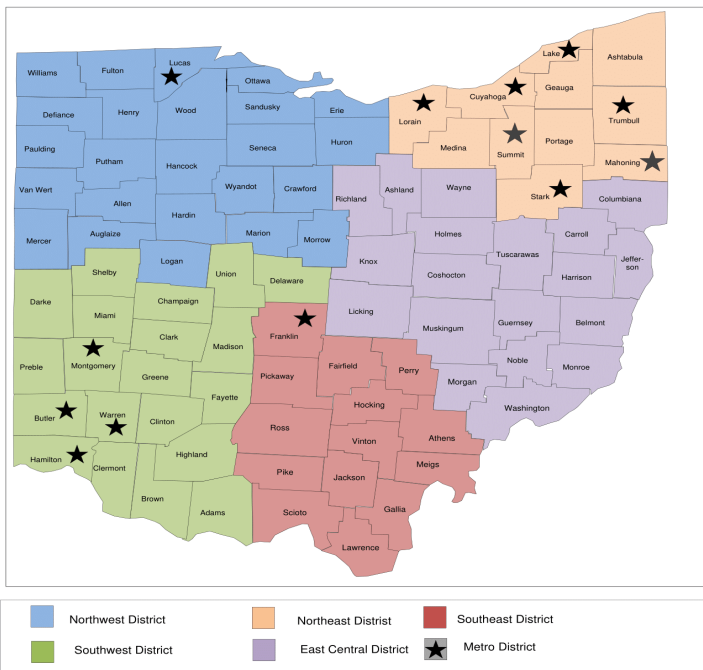 Lake
Ashtabula
Lucas
Williams
Fulton
Ottawa
Cuyahoga
Geauga
Defiance
Henry
Wood
Sandusky
Erie
Lorain
Trumbull
Paulding
Putham
Hancock
Seneca
Huron
Medina
Summit
Portage
Mahoning
Van Wert
Allen
Wyandot
Crawford
Richland
Ashland
Wayne
Stark
Columbiana
Mercer
Auglaize
Hardin
Marion
Morrow
Knox
Holmes
Tuscarawas
Carroll
Jeffer-
son
Shelby
Logan
Union
Delaware
Coshocton
Harrison
Darke
Miami
Champaign
Licking
Muskingum
Guernsey
Belmont
Clark
Madison
Franklin
Preble
Montgomery
Greene
Pickaway
Fairfield
Perry
Noble
Monroe
Morgan
Fayette
Hocking
Washington
Butler
Warren
Clinton
Ross
Vinton
Athens
Hamilton
Clermont
Highland
Pike
Jackson
Meigs
Brown
Adams
Scioto
Gallia
Lawrence
Northwest District
Northeast Distrist
Southeast District
Southwest District
East Central District
Metro District